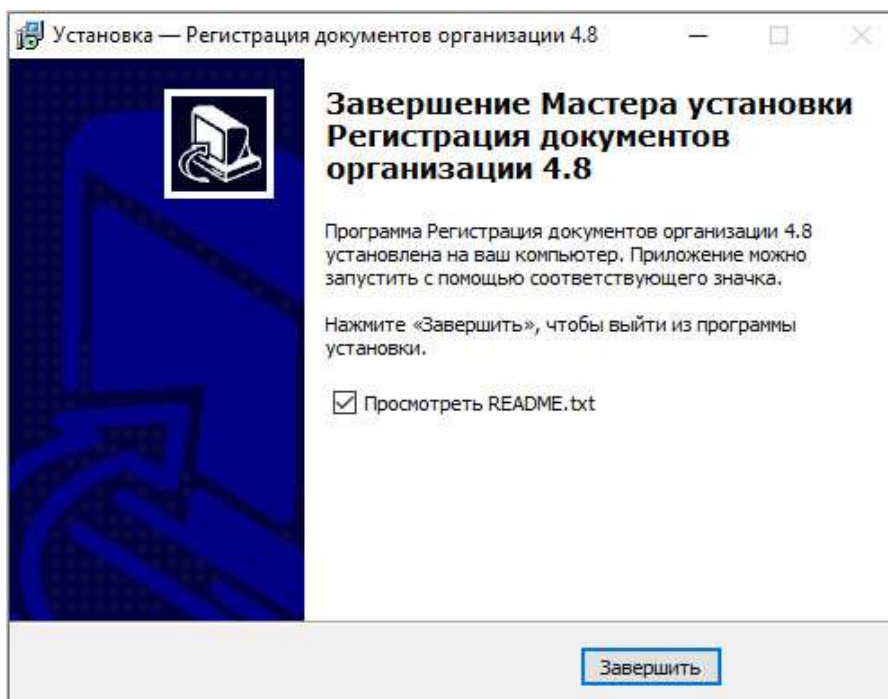 Установка — Регистрация документов организации 4.8
Завершение Мастера установки
Регистрация документов
организации 4.8
Программа Регистрация документов организации 4.8
установлена на ваш компьютер. Приложение можно
запустить с помощью соответствующего значка.
Нажмите «Завершить», чтобы выйти из программы
установки.
Просмотреть README.txt
Завершить